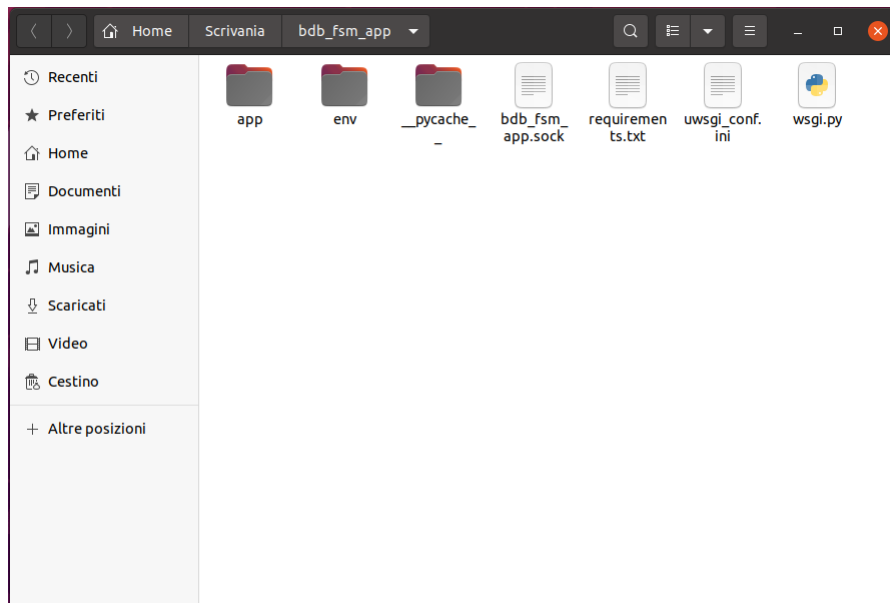 Home Scrivania bdb_fsm_app
Recenti
Preferiti
Home
Documenti
Immagini
Musica
Scaricati
Video
Cestino
Altre posizioni
app
env
__pycache_
_
bdb_fsm_
app.sock
requiremen
ts.txt
uwsgi_conf.
ini
wsgi.py